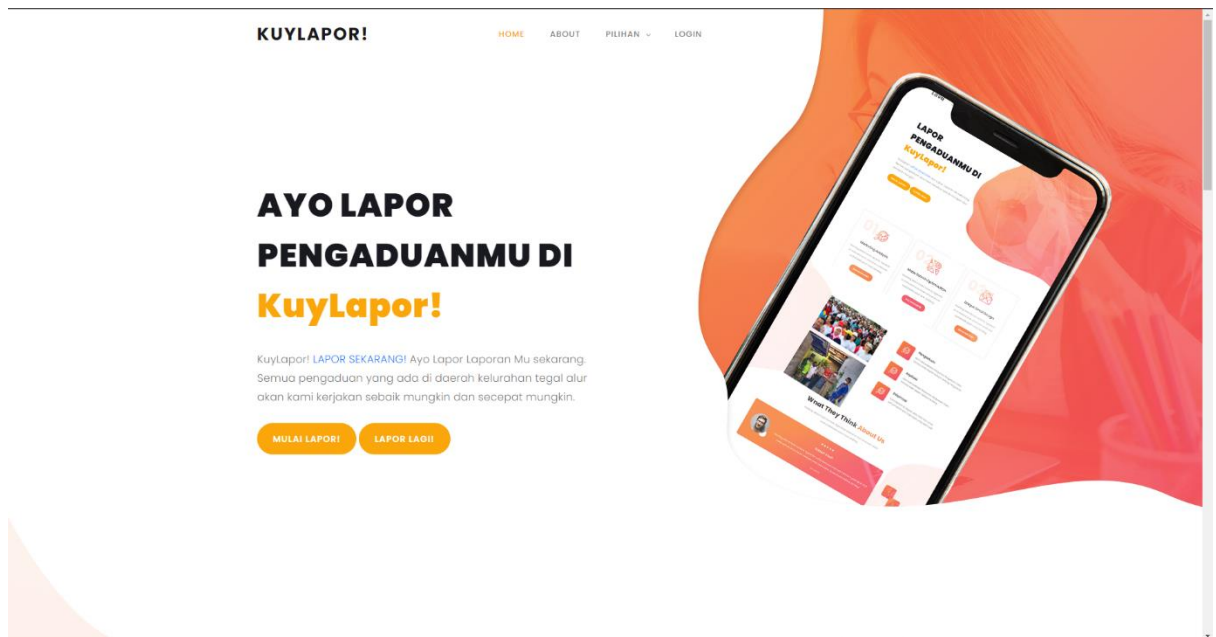 KUYLAPOR!
HOME ABOUT PILIHAN LOGIN
AYO LAPOR
PENGADUANMU DI
KuyLapor!
KuyLapor! LAPOR SEKARANG! Ayo Lapor Laporan Mu sekarang.
Semua pengaduan yang ada di daerah kelurahan tegal alur
akan kami kerjakan sebaik mungkin dan secepat mungkin.
MULAI LAPOR! LAPOR LAGI!
LAPOR
PENGADUANMU DI
KuyLapor!
What They Think About Us